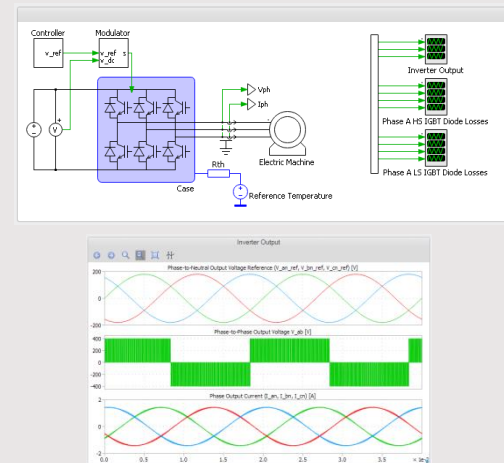 Controller
Modulator
v_ref
v_ref s
v_dc
V
Vph
Iph
Electric Machine
Case
Rth
Reference Temperature
Inverter Output
Phase A HS IGBT Diode Losses
Phase A LS IGBT Diode Losses
Inverter Output
Phase-to-Neutral Output Voltage Reference (V_an_ref, V_bn_ref, V_cn_ref) [V]
200
0
-200
Phase-to-Phase Output Voltage V_ab [V]
400
200
0
-200
-400
Phase Output Current (I_an, I_bn, I_cn) [A]
2
0
-2
0.0 0.5 1.0 1.5 2.0 2.5 3.0 3.5